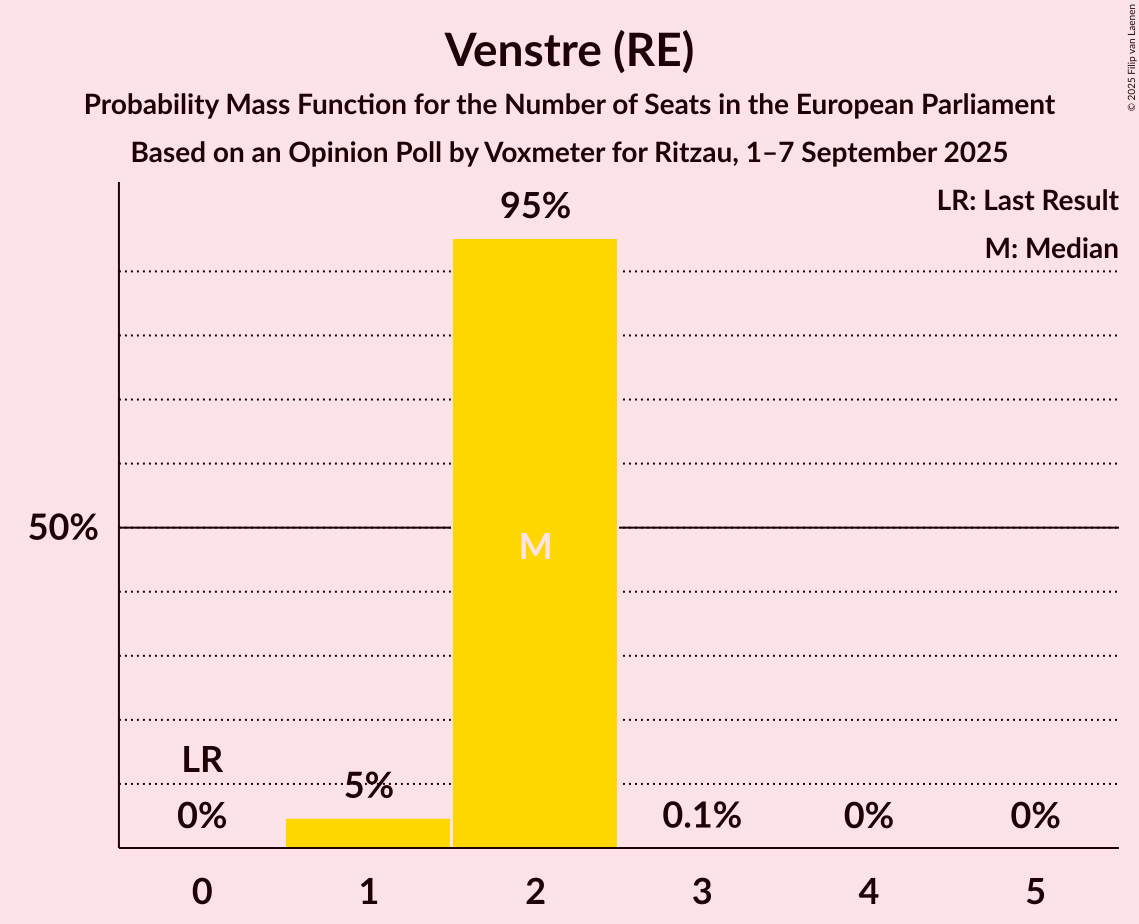 Venstre (RE)
Probability Mass Function for the Number of Seats in the European Parliament
Based on an Opinion Poll by Voxmeter for Ritzau, 1–7 September 2025
© 2025 Filip van Laenen
LR: Last Result
M: Median
95%
50%
M
LR
0%
5%
0.1%
0%
0%
0
1
2
3
4
5